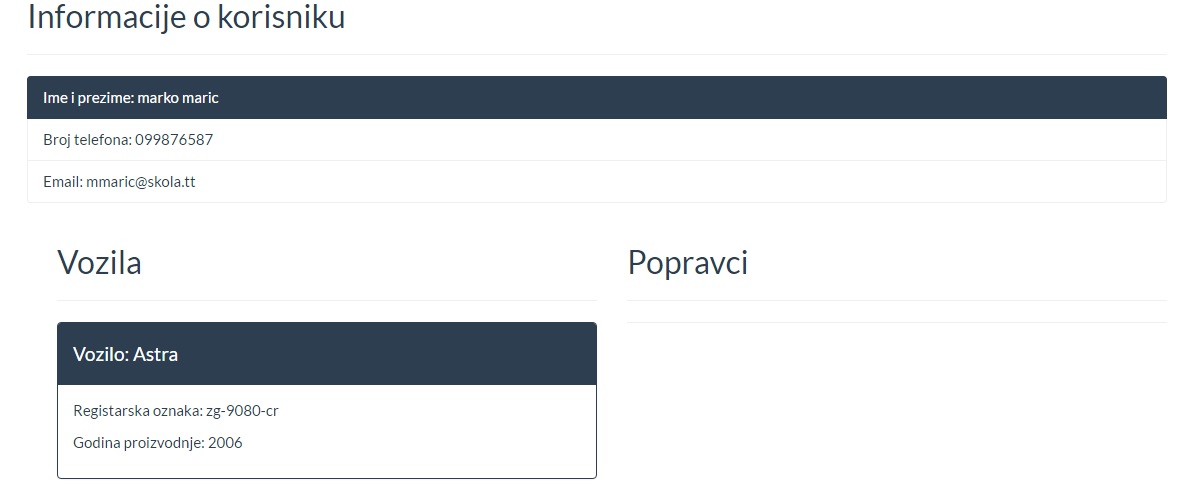 Informacije o korisniku
Ime i prezime: marko maric
Broj telefona: 099876587
Email: mmaric@skola.tt
Vozila
Vozilo: Astra
Registarska oznaka: zg-9080-cr
Godina proizvodnje: 2006
Popravci